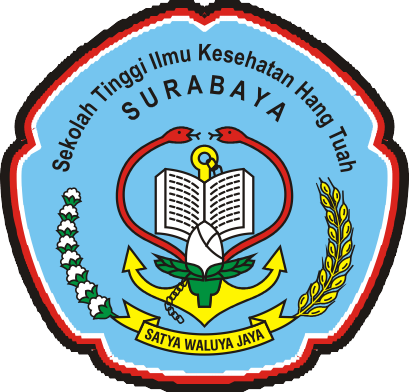 Sekolah Tinggi Ilmu Kesehatan Hang Tuah
SURABAYA
SATYA WALUYA JAYA